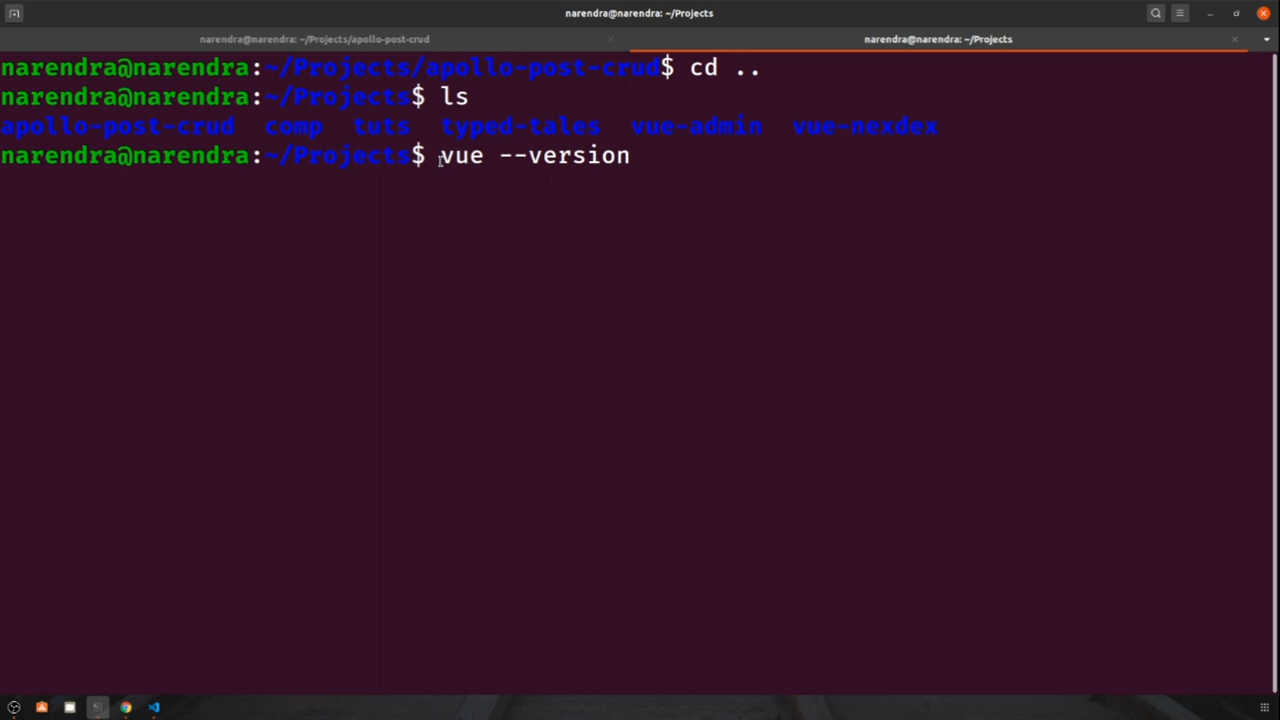 narendra@narendra: ~/Projects
narendra@narendra: ~/Projects/apollo-post-crud
narendra@narendra: ~/Projects
narendra@narendra:~/Projects/apollo-post-crud$ cd ..
narendra@narendra:~/Projects$ ls
apollo-post-crud comp tuts typed-tales vue-admin vue-nexdex
narendra@narendra:~/Projects$ vue --version